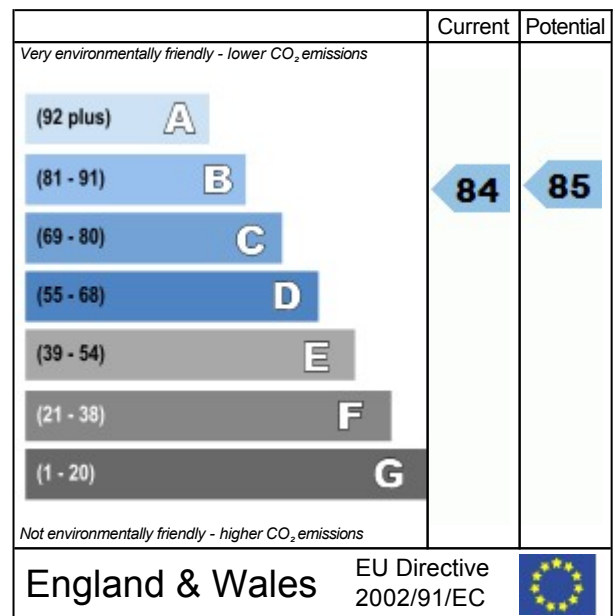 Current Potential
Very environmentally friendly - lower CO₂ emissions
(92 plus) A
(81 - 91) B
84 85
(69 - 80) C
(55 - 68) D
(39 - 54) E
(21 - 38) F
(1 - 20) G
Not environmentally friendly - higher CO₂ emissions
England & Wales
EU Directive
2002/91/EC